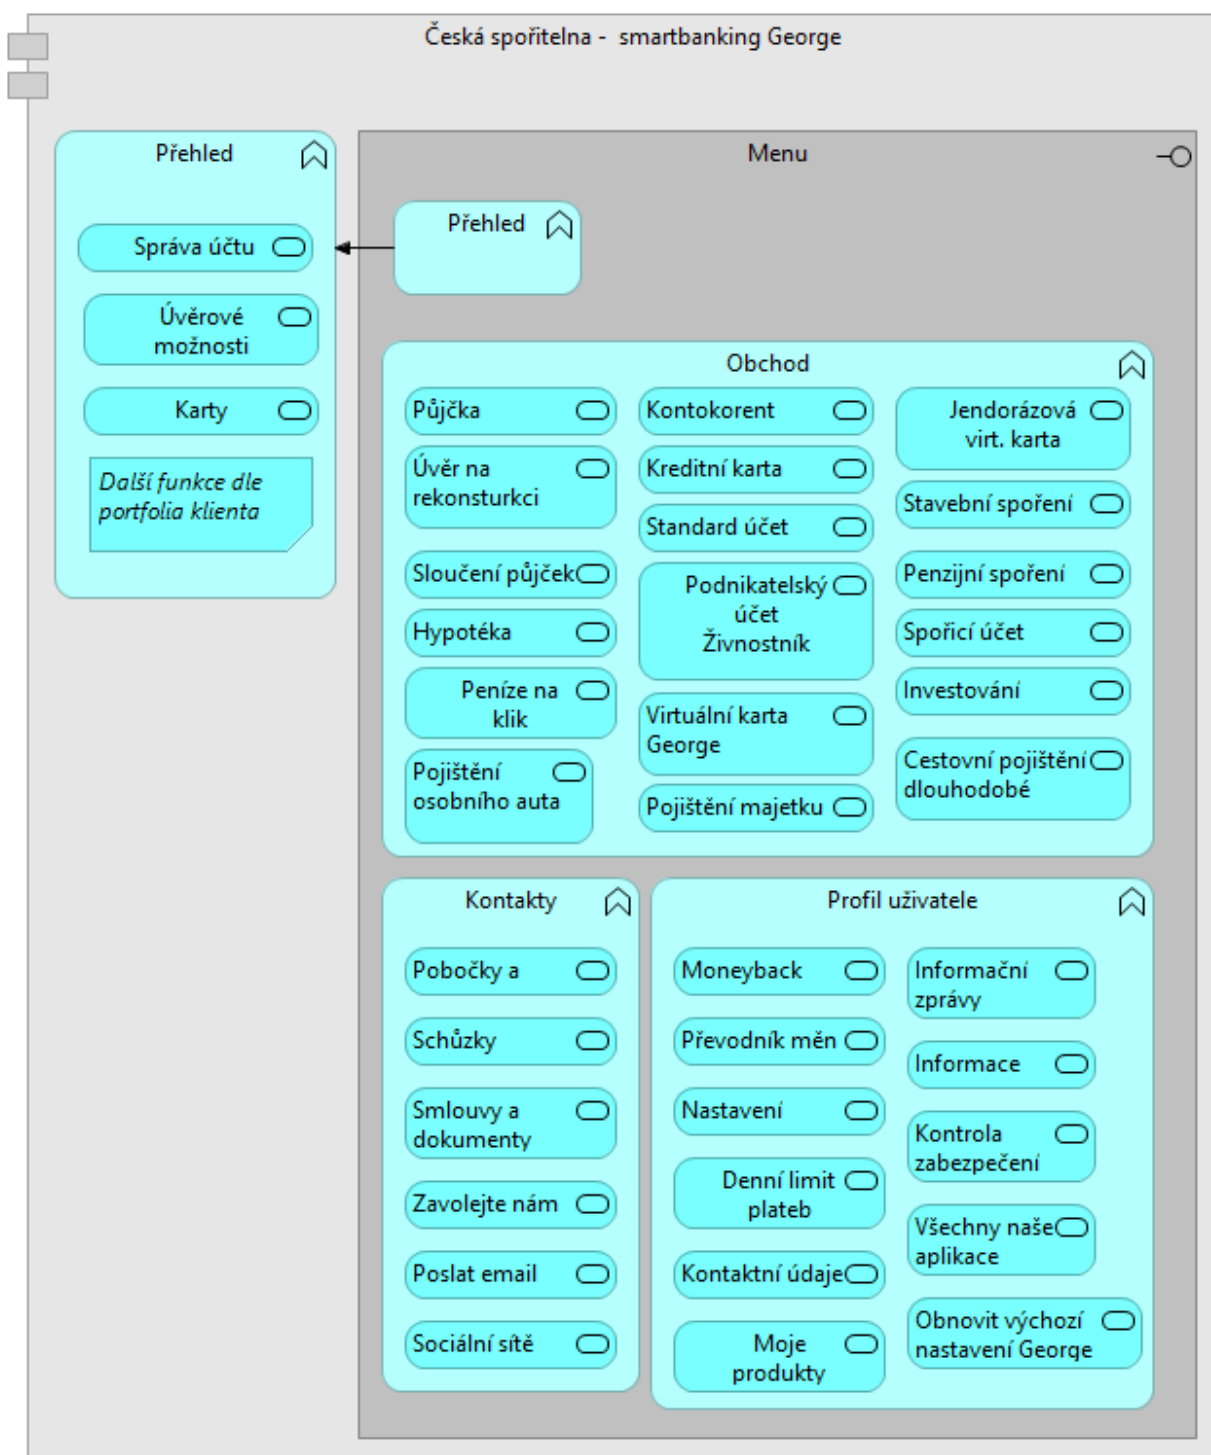 Česká spořitelna -  smartbanking George
Přehled
Správa účtu
Úvěrové
možnosti
Karty
Další funkce dle
portfolia klienta
Menu
Přehled
Obchod
Půjčka
Úvěr na
rekonsturkci
Sloučení půjček
Hypotéka
Peníze na
klik
Pojištění
osobního auta
Kontokorent
Kreditní karta
Standard účet
Podnikatelský
účet
Živnostník
Virtuální karta
George
Pojištění majetku
Jendorázová
virt. karta
Stavební spoření
Penzijní spoření
Spořicí účet
Investování
Cestovní pojištění
dlouhodobé
Kontakty
Pobočky a
Schůzky
Smlouvy a
dokumenty
Zavolejte nám
Poslat email
Sociální sítě
Profil uživatele
Moneyback
Převodník měn
Nastavení
Denní limit
plateb
Kontaktní údaje
Moje
produkty
Informační
zprávy
Informace
Kontrola
zabezpečení
Všechny naše
aplikace
Obnovit výchozí
nastavení George